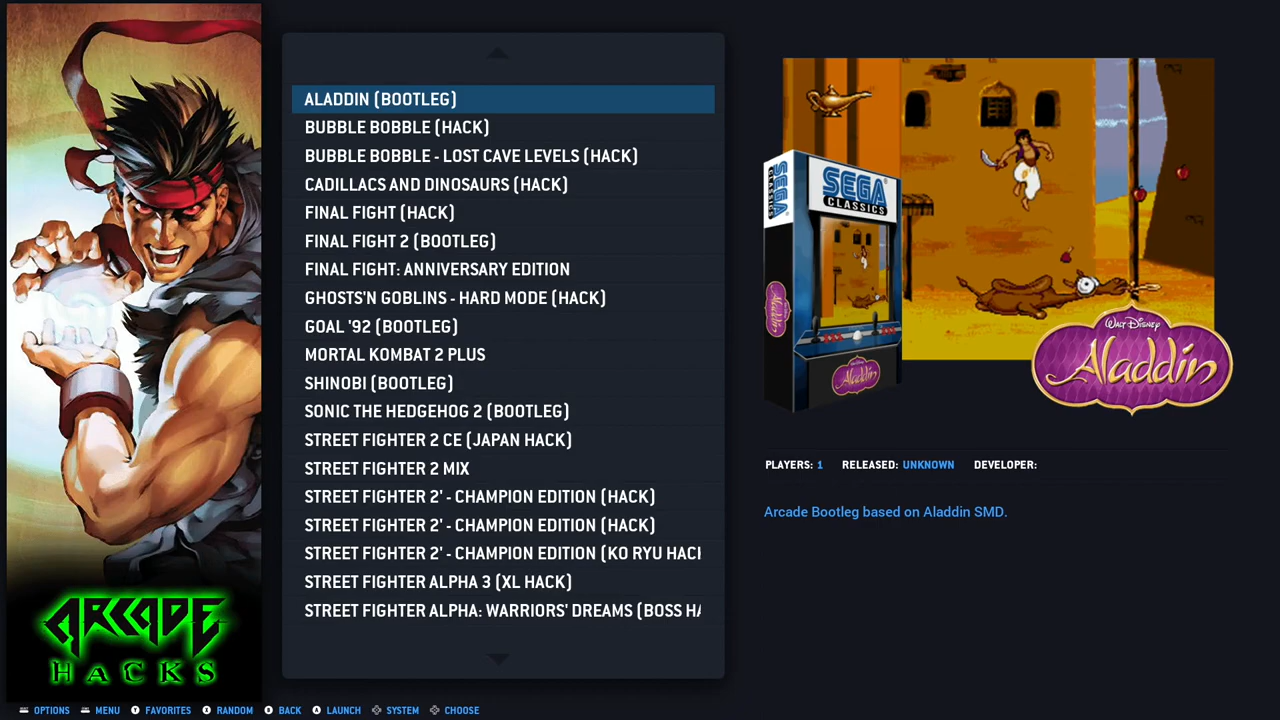 ALADDIN (BOOTLEG)
BUBBLE BOBBLE (HACK)
BUBBLE BOBBLE - LOST CAVE LEVELS (HACK)
CADILLACS AND DINOSAURS (HACK)
FINAL FIGHT (HACK)
FINAL FIGHT 2 (BOOTLEG)
FINAL FIGHT: ANNIVERSARY EDITION
GHOSTS'N GOBLINS - HARD MODE (HACK)
GOAL '92 (BOOTLEG)
MORTAL KOMBAT 2 PLUS
SHINOBI (BOOTLEG)
SONIC THE HEDGEHOG 2 (BOOTLEG)
STREET FIGHTER 2 CE (JAPAN HACK)
STREET FIGHTER 2 MIX
STREET FIGHTER 2' - CHAMPION EDITION (HACK)
STREET FIGHTER 2' - CHAMPION EDITION (HACK)
STREET FIGHTER 2' - CHAMPION EDITION (KO RYU HACK
STREET FIGHTER ALPHA 3 (XL HACK)
STREET FIGHTER ALPHA: WARRIORS' DREAMS (BOSS HA
ARCADE
HACKS
SEGA
CLASSICS
SEGA
CLASSICS
Aladdin
Aladdin
WALT DISNEY
Aladdin
PLAYERS: 1 RELEASED: UNKNOWN DEVELOPER:
Arcade Bootleg based on Aladdin SMD.
OPTIONS MENU Y FAVORITES X RANDOM B BACK A LAUNCH SYSTEM CHOOSE